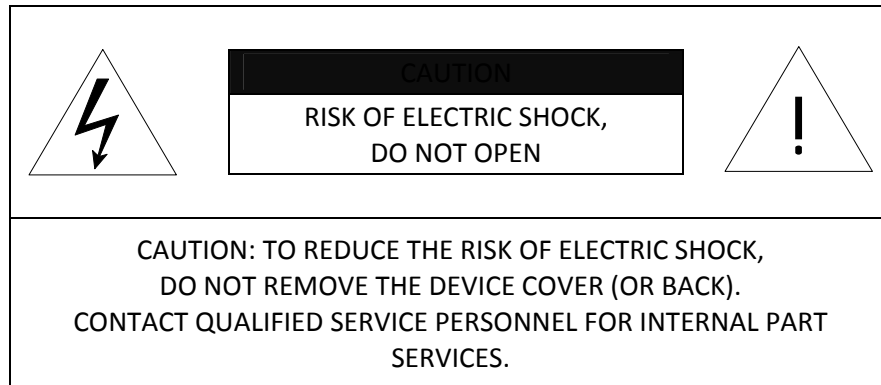 CAUTION
RISK OF ELECTRIC SHOCK,
DO NOT OPEN
!
CAUTION: TO REDUCE THE RISK OF ELECTRIC SHOCK,
DO NOT REMOVE THE DEVICE COVER (OR BACK).
CONTACT QUALIFIED SERVICE PERSONNEL FOR INTERNAL PART
SERVICES.